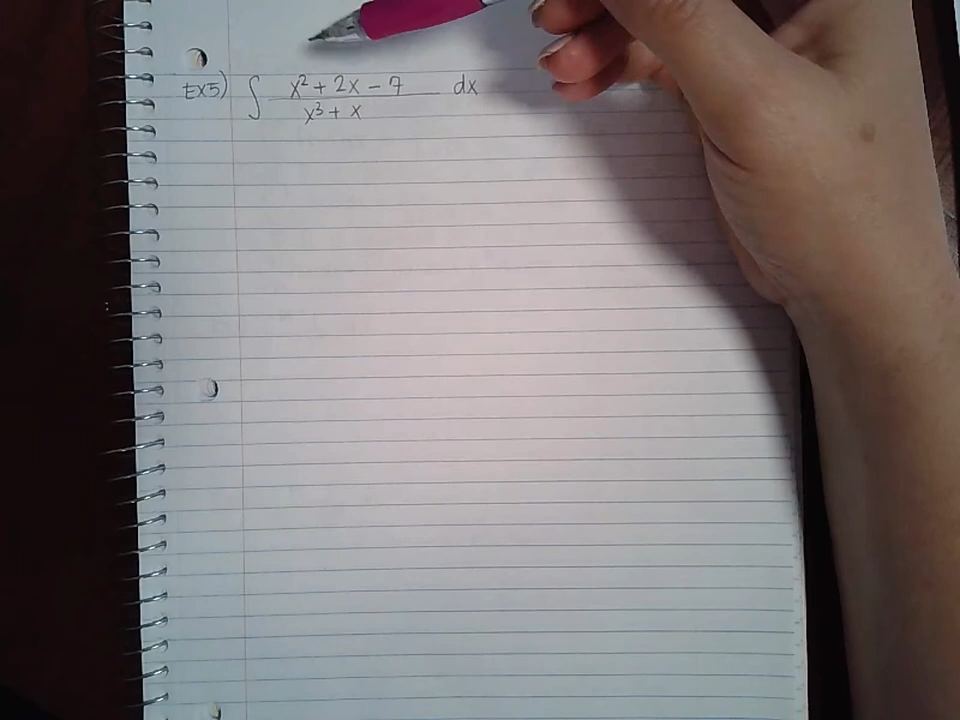 EX5) ∫ x² + 2x - 7 dx
x³ + x